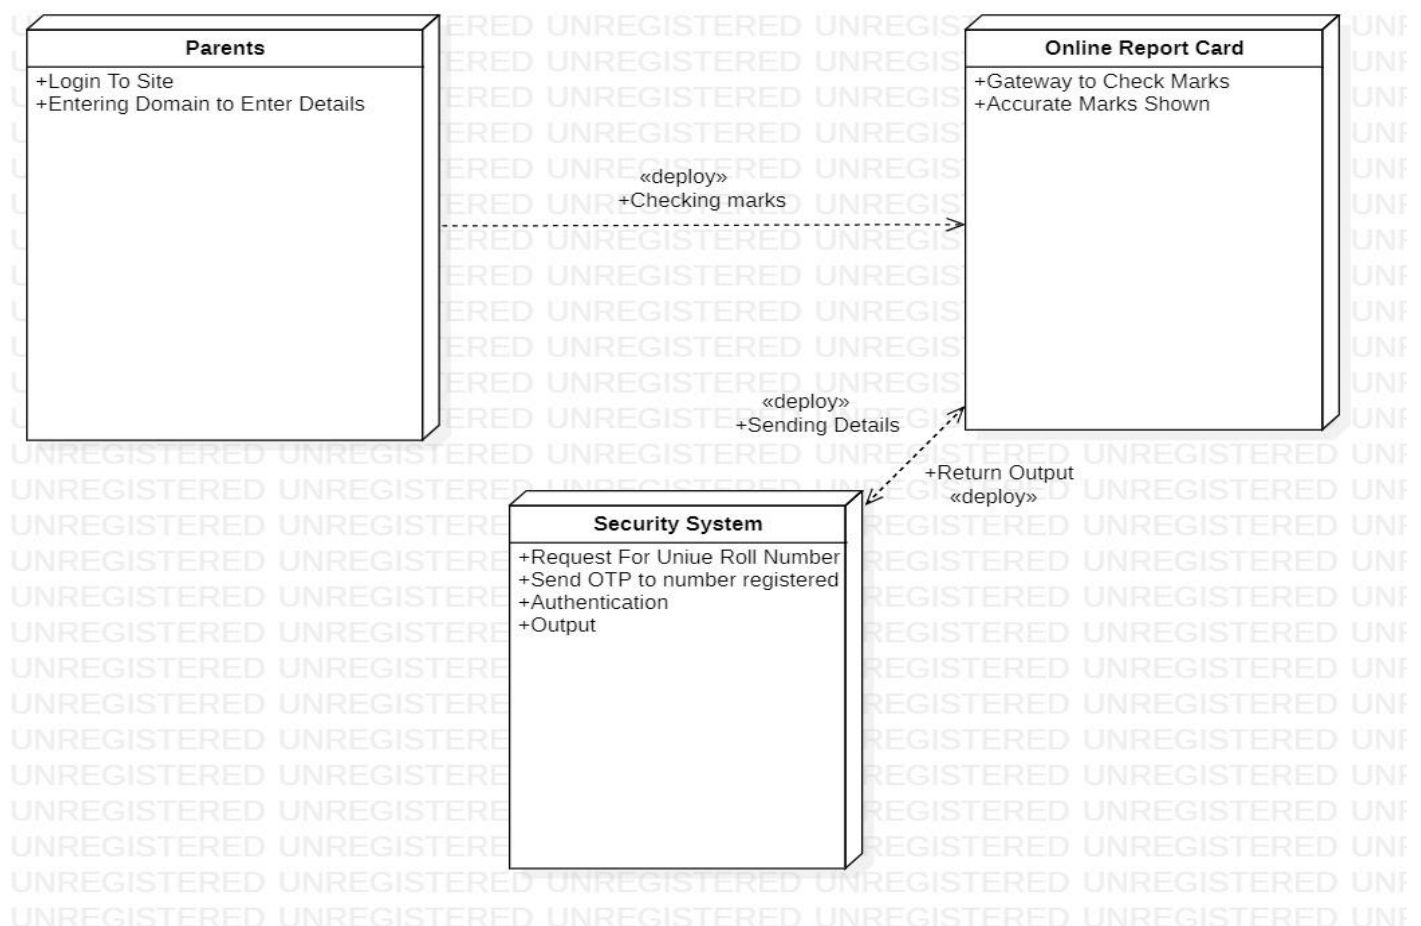 Parents
+Login To Site
+Entering Domain to Enter Details
Online Report Card
+Gateway to Check Marks
+Accurate Marks Shown
«deploy»
+Checking marks
«deploy»
+Sending Details
+Return Output
«deploy»
Security System
+Request For Uniue Roll Number
+Send OTP to number registered
+Authentication
+Output
UNREGISTERED